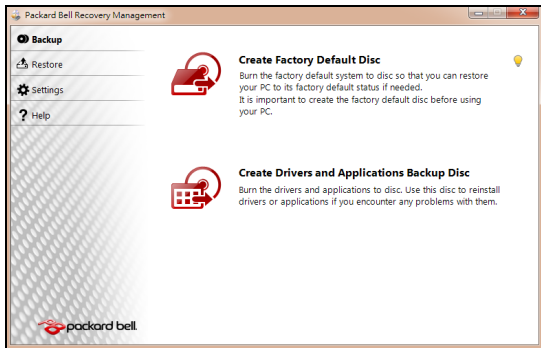 Packard Bell Recovery Management
Backup
Restore
Settings
Help
Create Factory Default Disc
Burn the factory default system to disc so that you can restore
your PC to its factory default status if needed.
It is important to create the factory default disc before using
your PC.
Create Drivers and Applications Backup Disc
Burn the drivers and applications to disc. Use this disc to reinstall
drivers or applications if you encounter any problems with them.
packard bell.